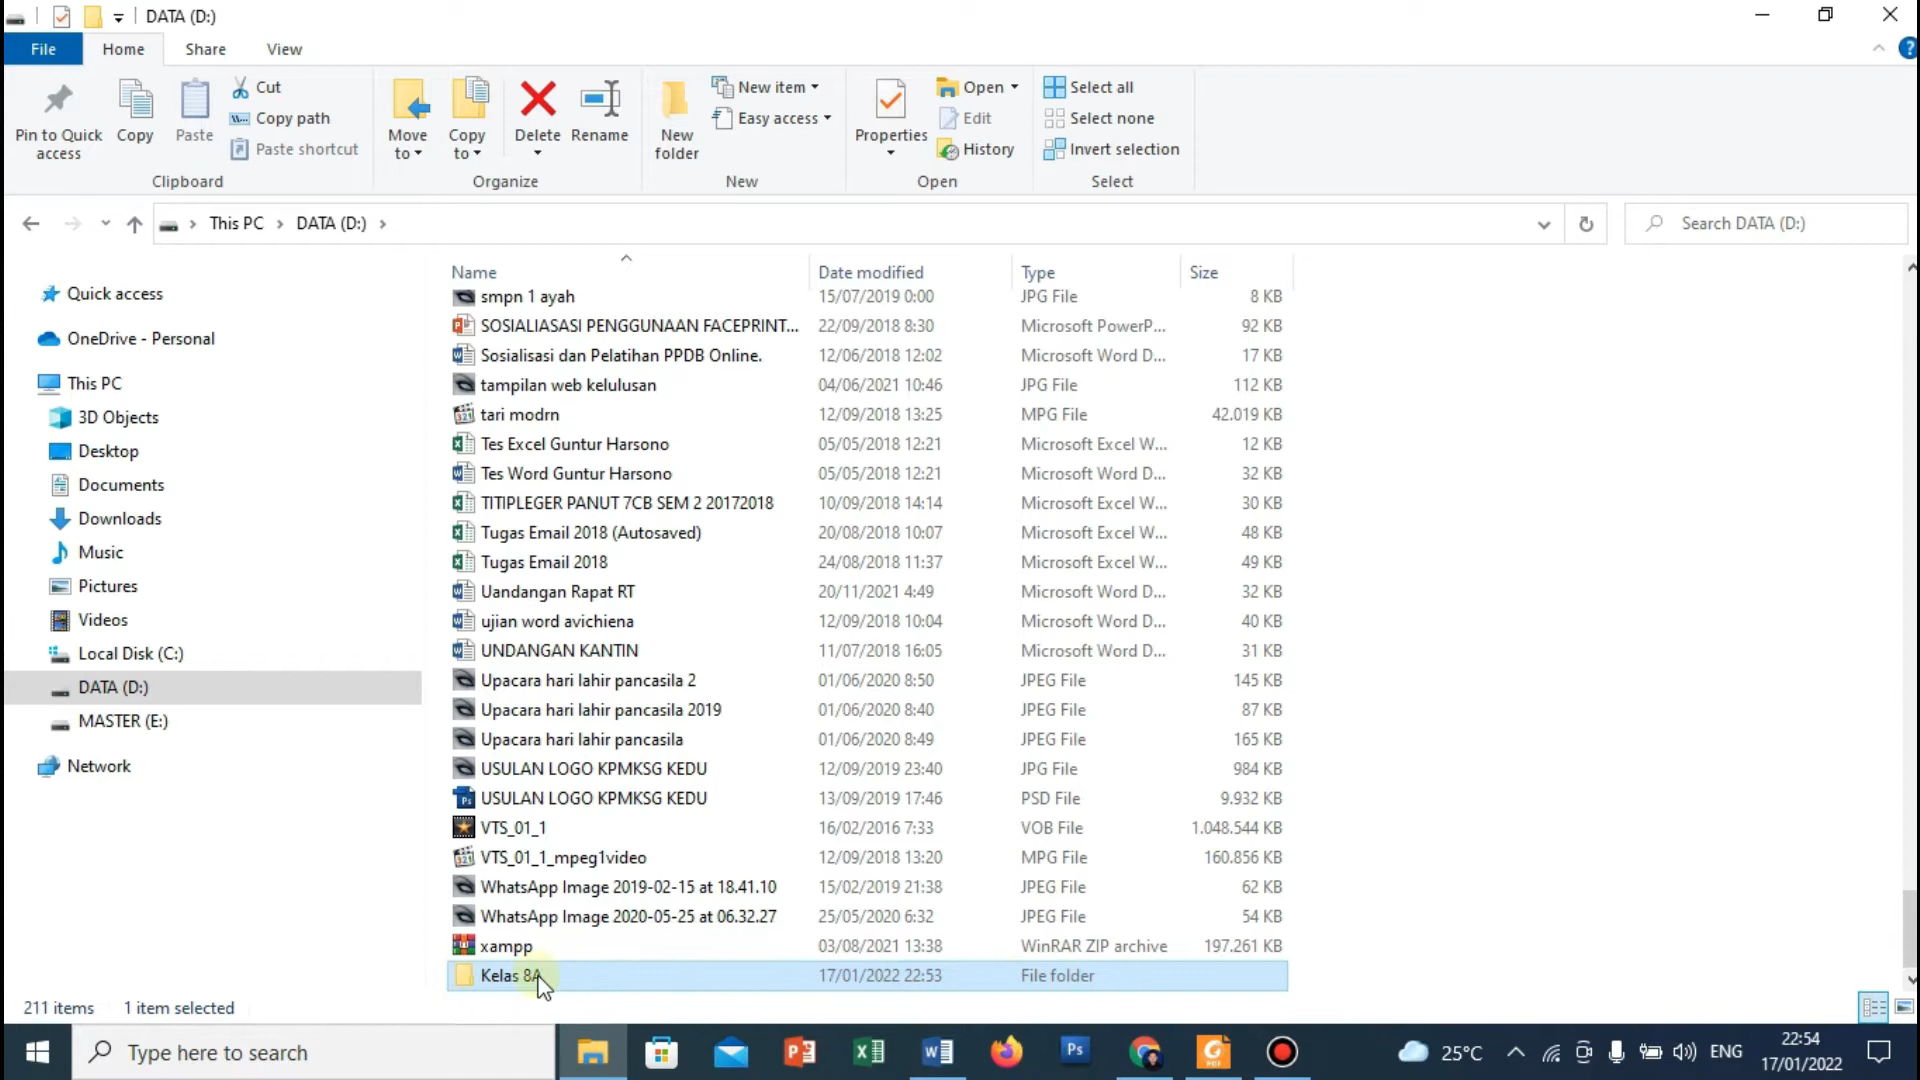 DATA (D:)
File Home Share View
Pin to Quick access
Copy
Paste
Cut
Copy path
Paste shortcut
Clipboard
Move to
Copy to
Delete
Rename
Organize
New folder
New item
Easy access
New
Properties
Open
Edit
History
Open
Select all
Select none
Invert selection
Select
This PC > DATA (D:) >
Search DATA (D:)
Quick access
OneDrive - Personal
This PC
3D Objects
Desktop
Documents
Downloads
Music
Pictures
Videos
Local Disk (C:)
DATA (D:)
MASTER (E:)
Network
Name Date modified Type Size
smpn 1 ayah 15/07/2019 0:00 JPG File 8 KB
SOSIALIASASI PENGGUNAAN FACEPRINT... 22/09/2018 8:30 Microsoft PowerP... 92 KB
Sosialisasi dan Pelatihan PPDB Online. 12/06/2018 12:02 Microsoft Word D... 17 KB
tampilan web kelulusan 04/06/2021 10:46 JPG File 112 KB
tari modrn 12/09/2018 13:25 MPG File 42.019 KB
Tes Excel Guntur Harsono 05/05/2018 12:21 Microsoft Excel W... 12 KB
Tes Word Guntur Harsono 05/05/2018 12:21 Microsoft Word D... 32 KB
TITIPLEGER PANUT 7CB SEM 2 20172018 10/09/2018 14:14 Microsoft Excel W... 30 KB
Tugas Email 2018 (Autosaved) 20/08/2018 10:07 Microsoft Excel W... 48 KB
Tugas Email 2018 24/08/2018 11:37 Microsoft Excel W... 49 KB
Uandangan Rapat RT 20/11/2021 4:49 Microsoft Word D... 32 KB
ujian word avichiena 12/09/2018 10:04 Microsoft Word D... 40 KB
UNDANGAN KANTIN 11/07/2018 16:05 Microsoft Word D... 31 KB
Upacara hari lahir pancasila 2 01/06/2020 8:50 JPEG File 145 KB
Upacara hari lahir pancasila 2019 01/06/2020 8:40 JPEG File 87 KB
Upacara hari lahir pancasila 01/06/2020 8:49 JPEG File 165 KB
USULAN LOGO KPMKSG KEDU 12/09/2019 23:40 JPG File 984 KB
USULAN LOGO KPMKSG KEDU 13/09/2019 17:46 PSD File 9.932 KB
VTS_01_1 16/02/2016 7:33 VOB File 1.048.544 KB
VTS_01_1_mpeg1video 12/09/2018 13:20 MPG File 160.856 KB
WhatsApp Image 2019-02-15 at 18.41.10 15/02/2019 21:38 JPEG File 62 KB
WhatsApp Image 2020-05-25 at 06.32.27 25/05/2020 6:32 JPEG File 54 KB
xampp 03/08/2021 13:38 WinRAR ZIP archive 197.261 KB
Kelas 8A 17/01/2022 22:53 File folder
211 items 1 item selected
Type here to search
25°C
ENG
22:54
17/01/2022